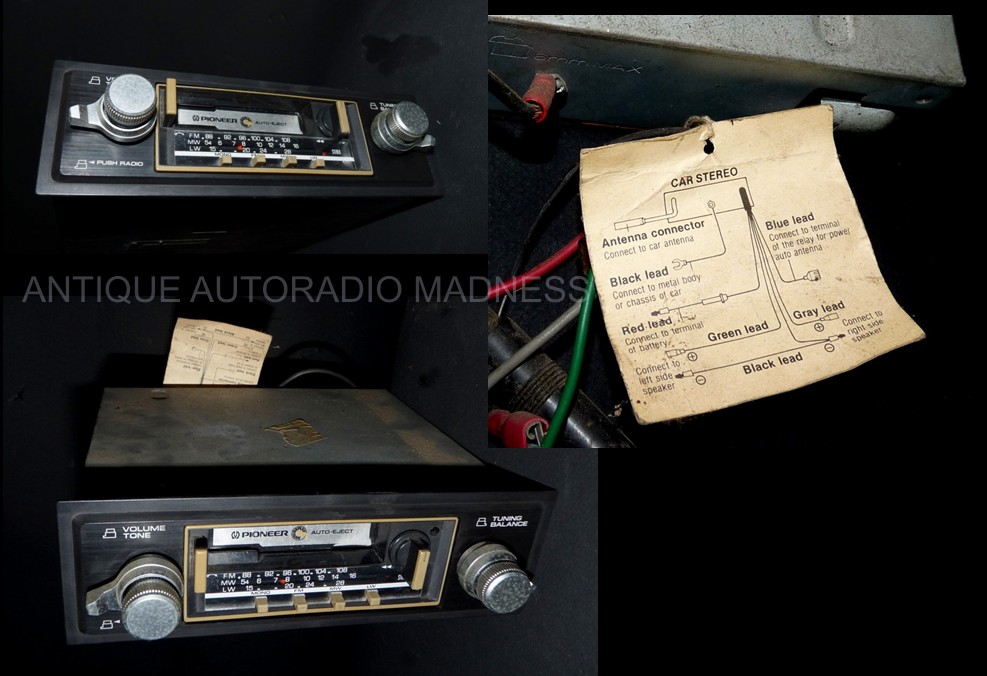 PUSH RADIO
PIONEER AUTO-EJECT
FM 88 92 96 100 104 108
MW 54 6 7 8 10 12 14 16
LW 15 20 24 28
MONO
ANTIQUE AUTORADIO MADNESS
CAR STEREO
Antenna connector
Connect to car antenna
Blue lead
Connect to terminal
of the relay for power
auto antenna
Black lead
Connect to metal body
or chassis of car
Red lead
Connect to terminal
of battery
Green lead
Gray lead
Connect to
right side
speaker
Connect to
left side
speaker
Black lead
VOLUME
TONE
PIONEER AUTO-EJECT
TUNING
BALANCE
FM 88 92 96 100 104 108
MW 54 6 7 8 10 12 14 16
LW 15 20 24 28
MONO FM MW LW